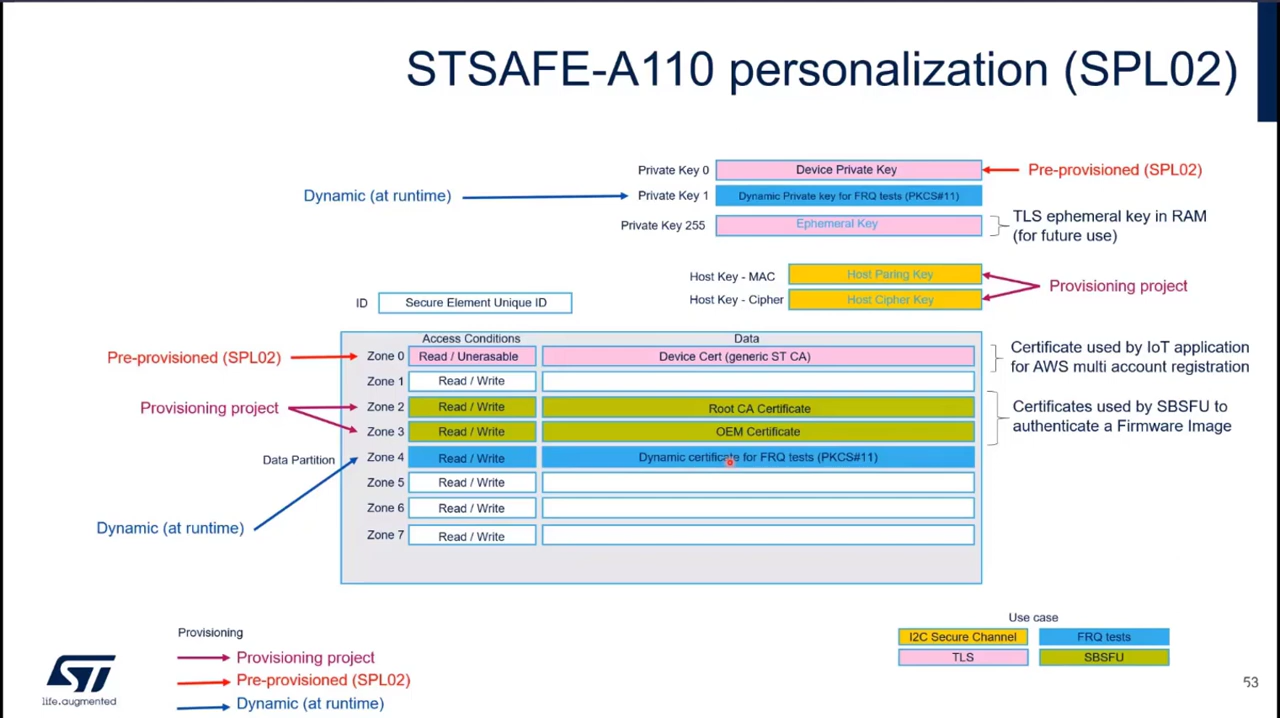 STSAFE-A110 personalization (SPL02)
Private Key 0
Device Private Key
Pre-provisioned (SPL02)
Dynamic (at runtime)
Private Key 1
Dynamic Private key for FRQ tests (PKCS#11)
Private Key 255
Ephemeral Key
TLS ephemeral key in RAM
(for future use)
Host Key - MAC
Host Paring Key
Host Key - Cipher
Host Cipher Key
Provisioning project
ID
Secure Element Unique ID
Access Conditions
Data
Pre-provisioned (SPL02)
Zone 0
Read / Unerasable
Device Cert (generic ST CA)
Certificate used by IoT application
for AWS multi account registration
Zone 1
Read / Write
Provisioning project
Zone 2
Read / Write
Root CA Certificate
Certificates used by SBSFU to
authenticate a Firmware Image
Zone 3
Read / Write
OEM Certificate
Data Partition
Zone 4
Read / Write
Dynamic certificate for FRQ tests (PKCS#11)
Zone 5
Read / Write
Zone 6
Read / Write
Dynamic (at runtime)
Zone 7
Read / Write
Provisioning
Provisioning project
Pre-provisioned (SPL02)
Dynamic (at runtime)
Use case
I2C Secure Channel
FRQ tests
TLS
SBSFU
ST
life.augmented
53